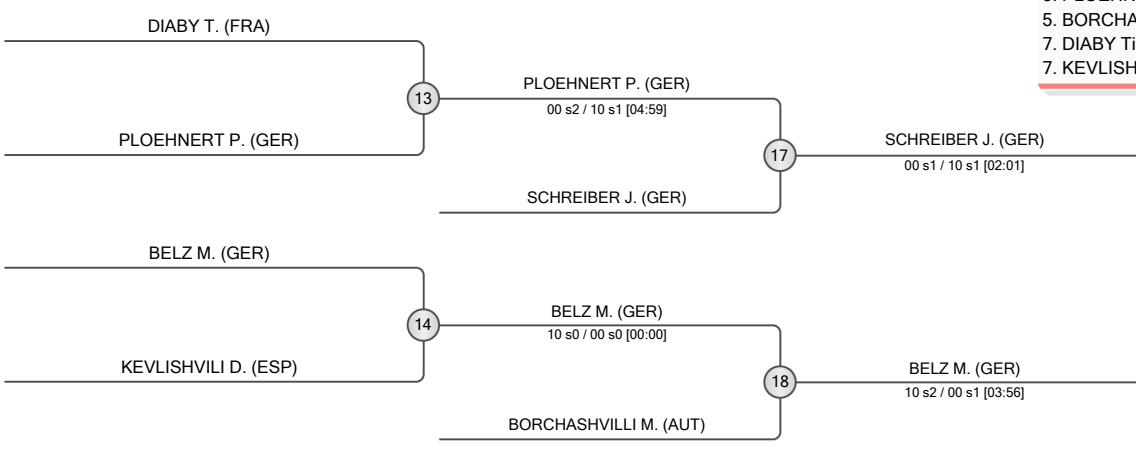 5. BORCHA
7. DIABY Ti
7. KEVLISH
DIABY T. (FRA)
13
PLOEHNERT P. (GER)
00 s2 / 10 s1 [04:59]
PLOEHNERT P. (GER)
17
SCHREIBER J. (GER)
00 s1 / 10 s1 [02:01]
SCHREIBER J. (GER)
BELZ M. (GER)
14
BELZ M. (GER)
10 s0 / 00 s0 [00:00]
KEVLISHVILI D. (ESP)
18
BELZ M. (GER)
10 s2 / 00 s1 [03:56]
BORCHASHVILLI M. (AUT)